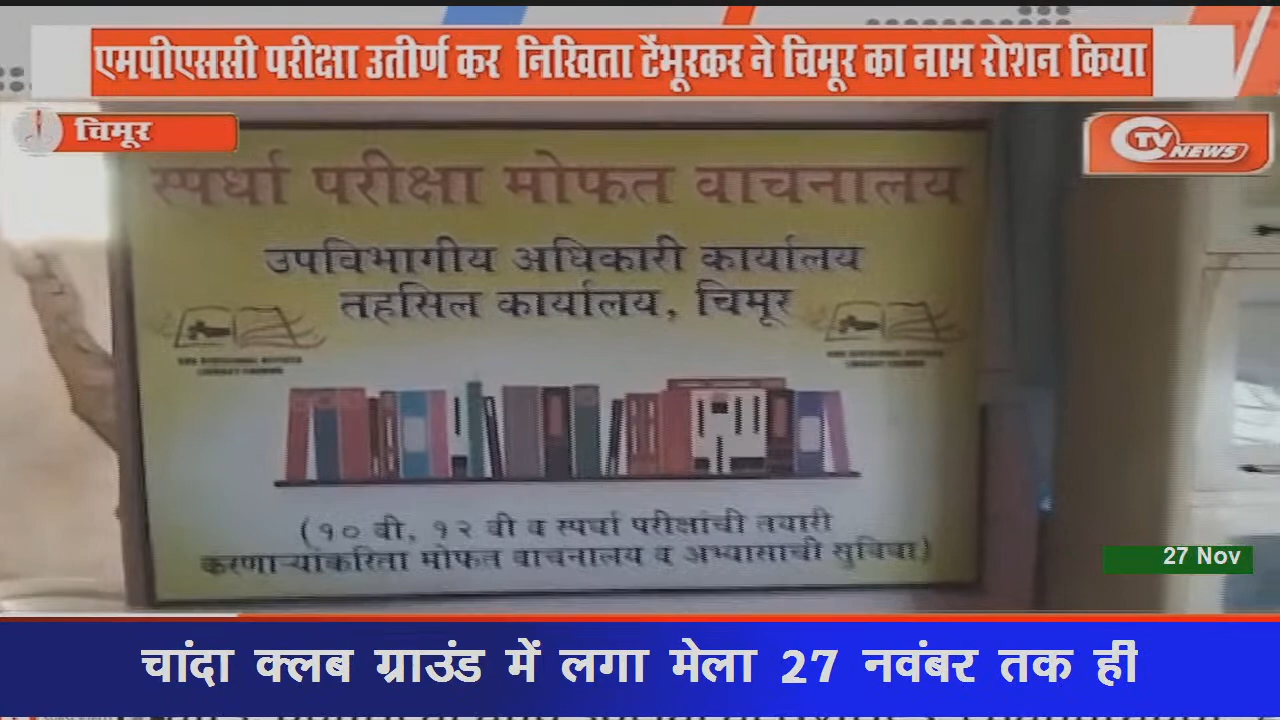 एमपीएससी परीक्षा उतीर्ण कर निखिता टेंभूरकर ने चिमूर का नाम रोशन किया
चिमूर
CTV NEWS
स्पर्धा परीक्षा मोफत वाचनालय
उपविभागीय अधिकारी कार्यालय
तहसिल कार्यालय, चिमूर
(१० वी, १२ वी व स्पर्धा परीक्षांची तयारी
करणाऱ्यांकरिता मोफत वाचनालय व अभ्यासाची सुविधा)
27 Nov
चांदा क्लब ग्राउंड में लगा मेला 27 नवंबर तक ही